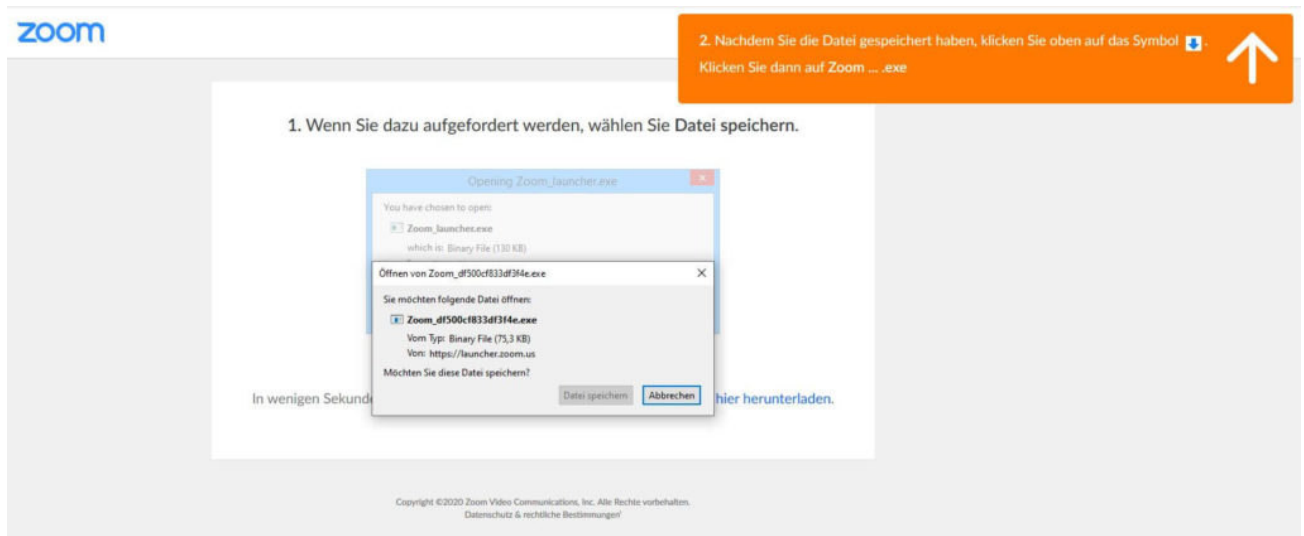 zoom
2. Nachdem Sie die Datei gespeichert haben, klicken Sie oben auf das Symbol .
Klicken Sie dann auf Zoom ... .exe
1. Wenn Sie dazu aufgefordert werden, wählen Sie Datei speichern.
Opening Zoom_launcher.exe
You have chosen to open:
Zoom_launcher.exe
which is: Binary File (130 KB)
Öffnen von Zoom_df500cf833df3f4e.exe
Sie möchten folgende Datei öffnen:
Zoom_df500cf833df3f4e.exe
Vom Typ: Binary File (75,3 KB)
Von: https://launcher.zoom.us
Möchten Sie diese Datei speichern?
Datei speichern Abbrechen
In wenigen hier herunterladen.
Copyright ©2020 Zoom Video Communications, Inc. Alle Rechte vorbehalten.
Datenschutz & rechtliche Bestimmungen